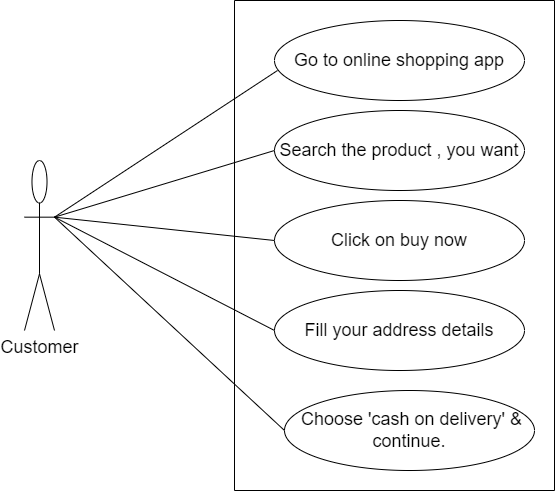 Go to online shopping app
Search the product , you want
Click on buy now
Fill your address details
Choose 'cash on delivery' &
continue.
Customer